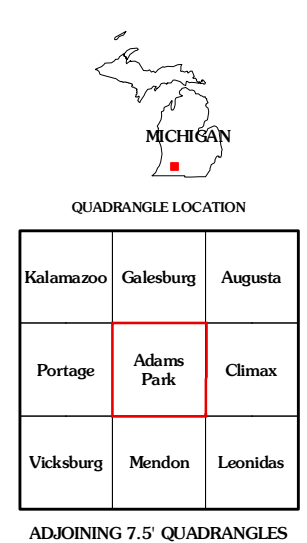 MICHIGAN
QUADRANGLE LOCATION
Kalamazoo Galesburg Augusta
Portage Adams Park Climax
Vicksburg Mendon Leonidas
ADJOINING 7.5' QUADRANGLES